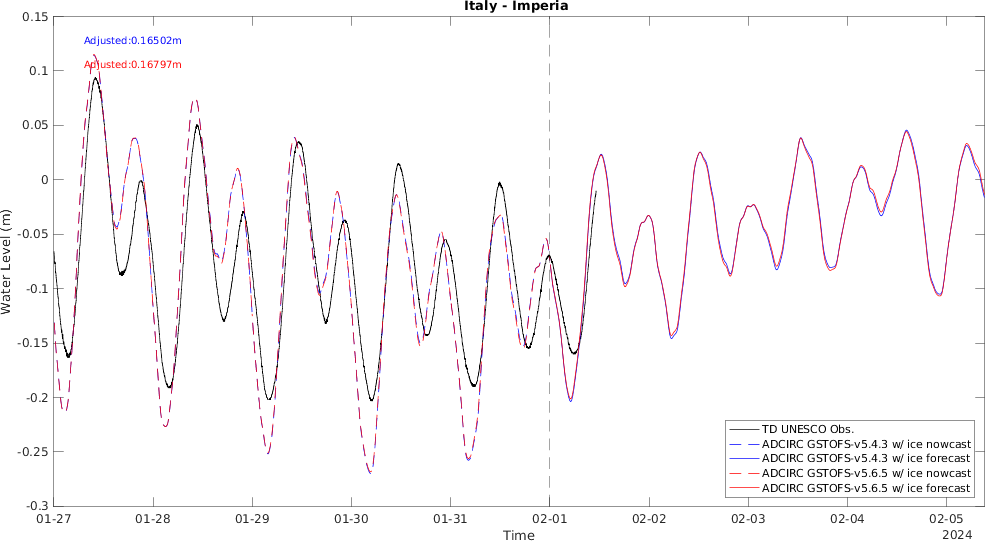 Italy - Imperia
Adjusted:0.16502m
Adjusted:0.16797m
0.15
0.1
0.05
0
-0.05
-0.1
-0.15
-0.2
-0.25
-0.3
Water Level (m)
TD UNESCO Obs.
ADCIRC GSTOFS-v5.4.3 w/ ice nowcast
ADCIRC GSTOFS-v5.4.3 w/ ice forecast
ADCIRC GSTOFS-v5.6.5 w/ ice nowcast
ADCIRC GSTOFS-v5.6.5 w/ ice forecast
01-27 01-28 01-29 01-30 01-31 02-01 02-02 02-03 02-04 02-05
Time
2024